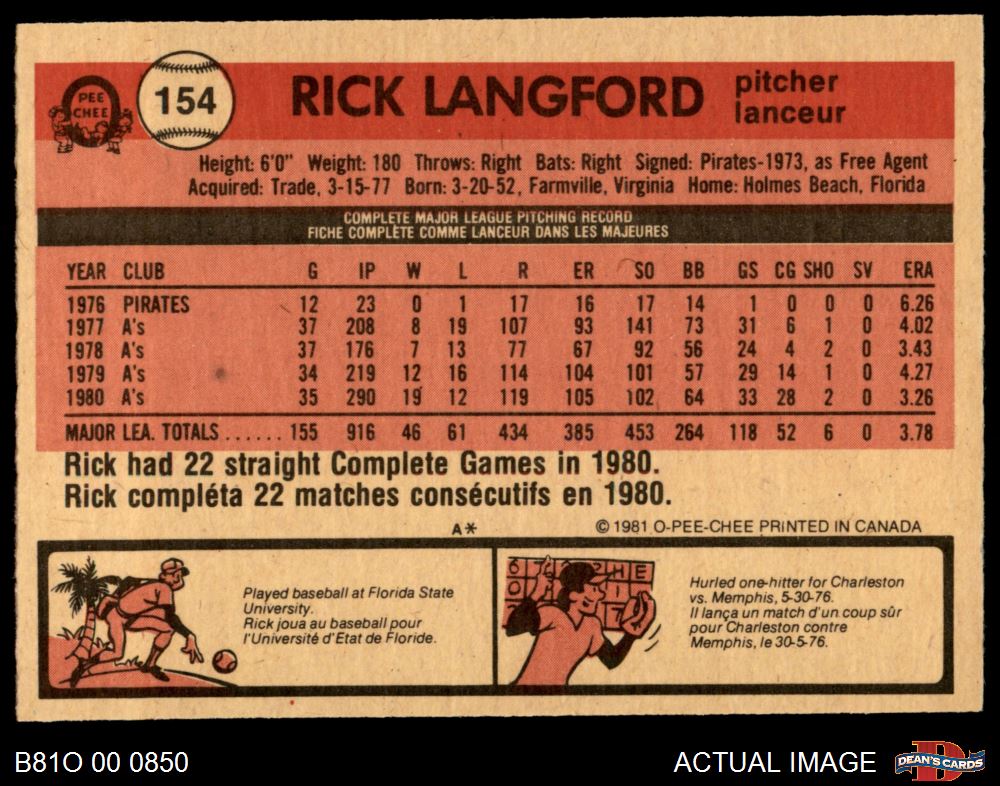 PEE
CHEE
154
RICK LANGFORD
pitcher
lanceur
Height: 6'0" Weight: 180 Throws: Right Bats: Right Signed: Pirates-1973, as Free Agent
Acquired: Trade, 3-15-77 Born: 3-20-52, Farmville, Virginia Home: Holmes Beach, Florida
COMPLETE MAJOR LEAGUE PITCHING RECORD
FICHE COMPLÈTE COMME LANCEUR DANS LES MAJEURES
YEAR CLUB G IP W L R ER SO BB GS CG SHO SV ERA
1976 PIRATES 12 23 0 1 17 16 17 14 1 0 0 0 6.26
1977 A's 37 208 8 19 107 93 141 73 31 6 1 0 4.02
1978 A's 37 176 7 13 77 67 92 56 24 4 2 0 3.43
1979 A's 34 219 12 16 114 104 101 57 29 14 1 0 4.27
1980 A's 35 290 19 12 119 105 102 64 33 28 2 0 3.26
MAJOR LEA. TOTALS ...... 155 916 46 61 434 385 453 264 118 52 6 0 3.78
Rick had 22 straight Complete Games in 1980.
Rick compléta 22 matches consécutifs en 1980.
A* © 1981 O-PEE-CHEE PRINTED IN CANADA
Played baseball at Florida State
University.
Rick joua au baseball pour
l'Université d'Etat de Floride.
Hurled one-hitter for Charleston
vs. Memphis, 5-30-76.
Il lança un match d'un coup sûr
pour Charleston contre
Memphis, le 30-5-76.
B81O 00 0850
ACTUAL IMAGE
DEAN'S CARDS